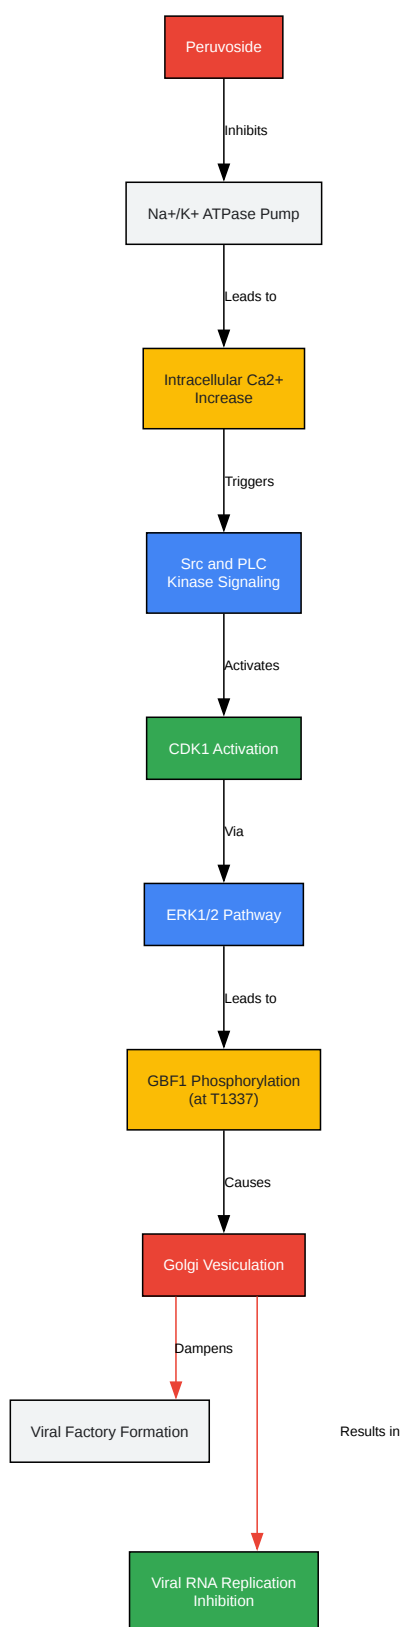 Peruvoside
Inhibits
Na+/K+ ATPase Pump
Leads to
Intracellular Ca2+
Increase
Triggers
Src and PLC
Kinase Signaling
Activates
CDK1 Activation
Via
ERK1/2 Pathway
Leads to
GBF1 Phosphorylation
(at T1337)
Causes
Golgi Vesiculation
Dampens
Viral Factory Formation
Results in
Viral RNA Replication
Inhibition